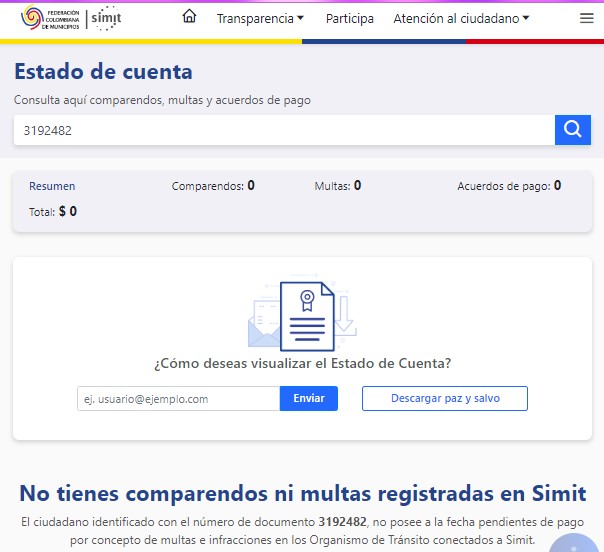 FEDERACIÓN
COLOMBIANA
DE MUNICIPIOS
simit
Transparencia
Participa
Atención al ciudadano
Estado de cuenta
Consulta aquí comparendos, multas y acuerdos de pago
3192482
Resumen
Comparendos: 0
Multas: 0
Acuerdos de pago: 0
Total: $ 0
¿Cómo deseas visualizar el Estado de Cuenta?
ej. usuario@ejemplo.com
Enviar
Descargar paz y salvo
No tienes comparendos ni multas registradas en Simit
El ciudadano identificado con el número de documento 3192482, no posee a la fecha pendientes de pago
por concepto de multas e infracciones en los Organismo de Tránsito conectados a Simit.